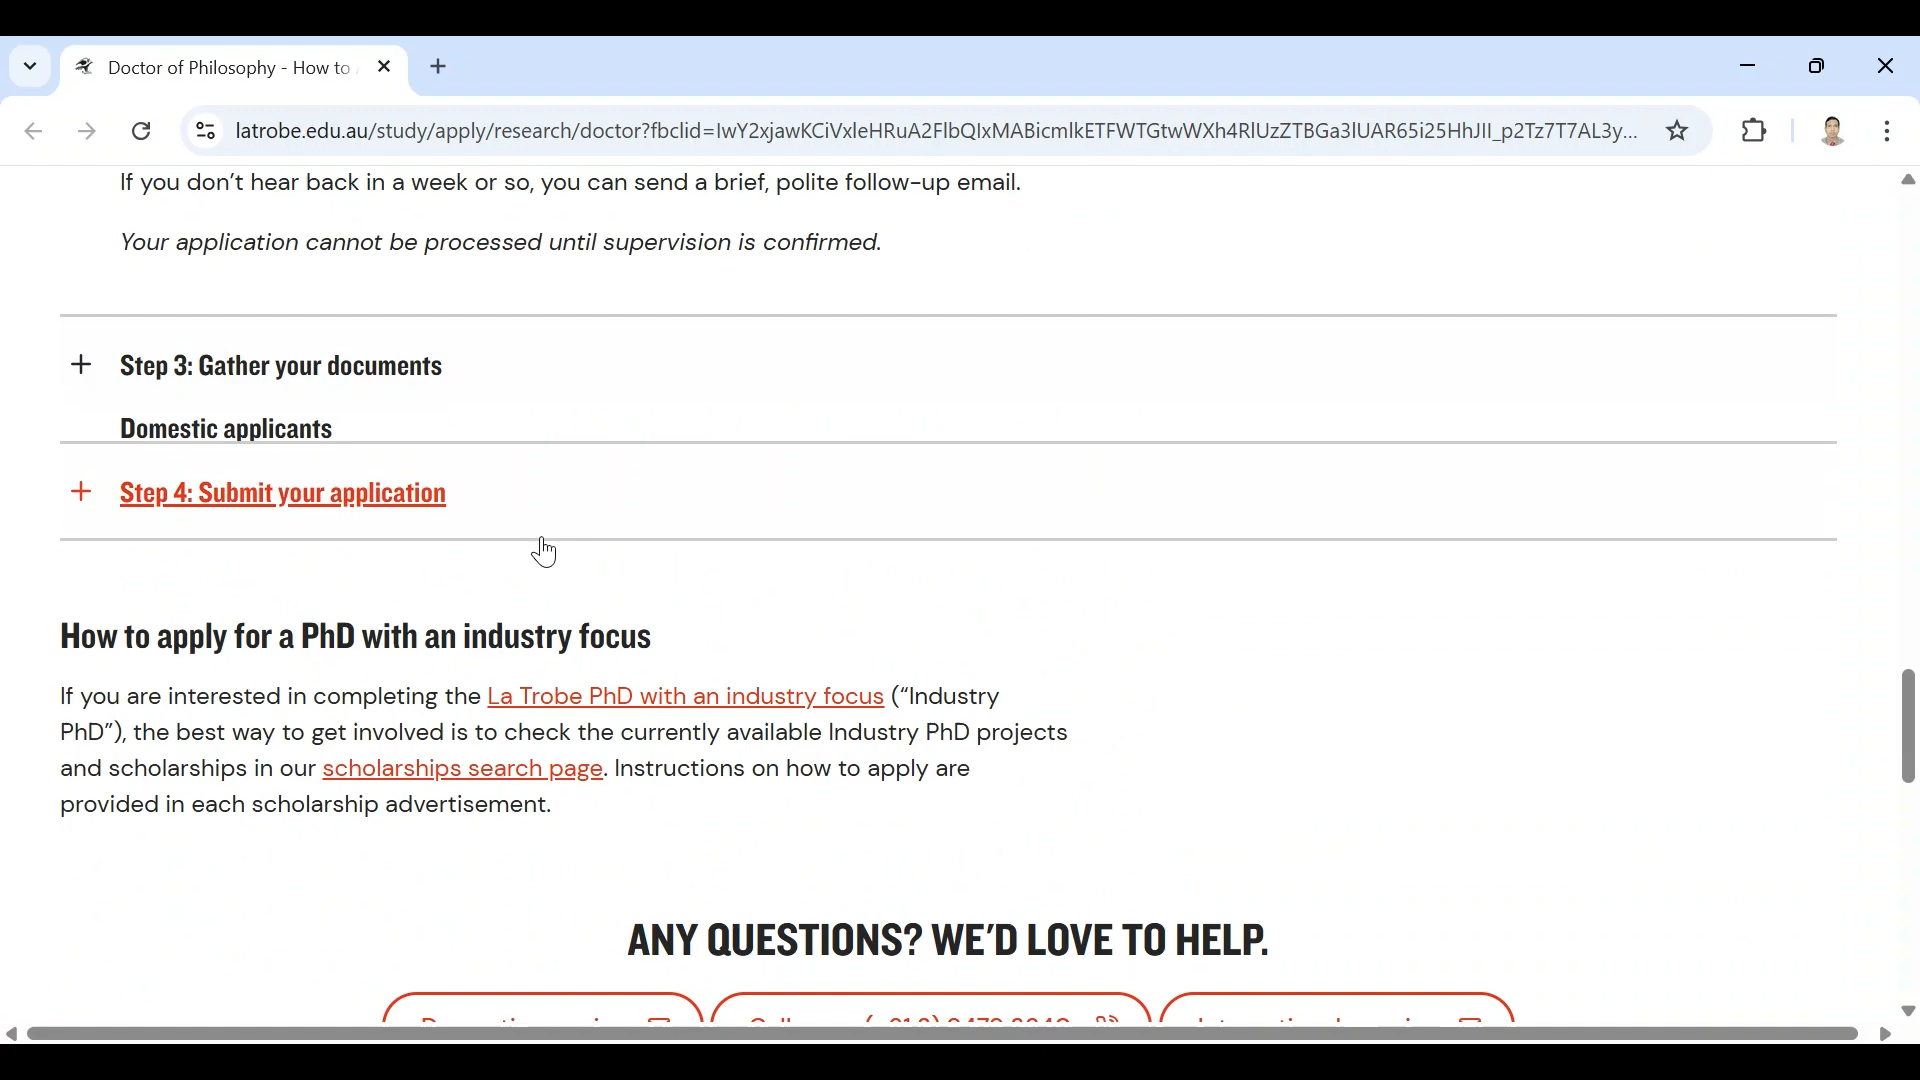 Doctor of Philosophy - How to
latrobe.edu.au/study/apply/research/doctor?fbclid=IwY2xjawKCiVxleHRuA2FlbQIxMABicmlkETFWTGtwWXh4RlUzZTBGa3lUAR65i25HhJII_p2Tz7T7AL3y...
If you don't hear back in a week or so, you can send a brief, polite follow-up email.
Your application cannot be processed until supervision is confirmed.
Step 3: Gather your documents
Domestic applicants
Step 4: Submit your application
How to apply for a PhD with an industry focus
If you are interested in completing the La Trobe PhD with an industry focus (“Industry
PhD”), the best way to get involved is to check the currently available Industry PhD projects
and scholarships in our scholarships search page. Instructions on how to apply are
provided in each scholarship advertisement.
ANY QUESTIONS? WE'D LOVE TO HELP.